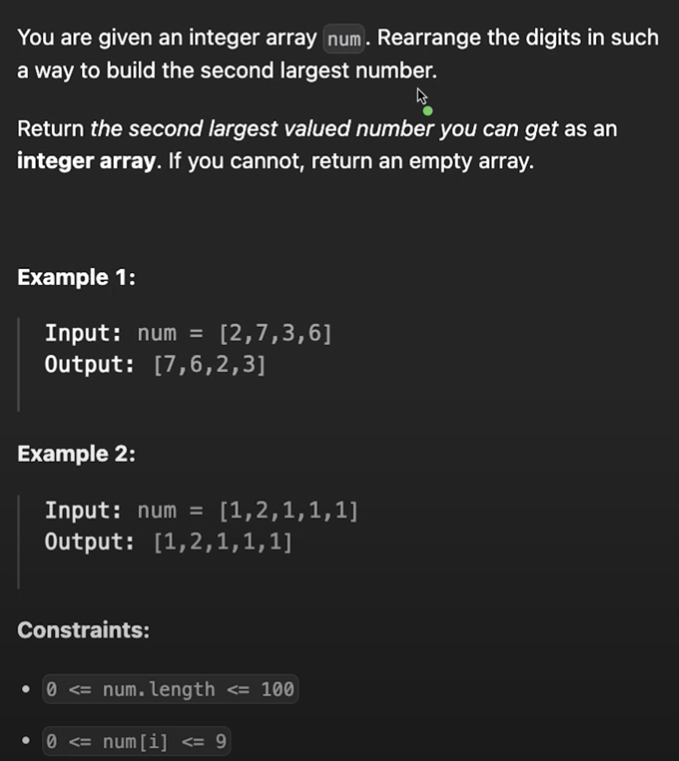 You are given an integer array num. Rearrange the digits in such
a way to build the second largest number.
Return the second largest valued number you can get as an
integer array. If you cannot, return an empty array.
Example 1:
Input: num = [2,7,3,6]
Output: [7,6,2,3]
Example 2:
Input: num = [1,2,1,1,1]
Output: [1,2,1,1,1]
Constraints:
• 0 <= num.length <= 100
• 0 <= num[i] <= 9